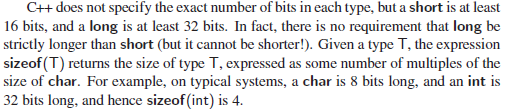 C++ does not specify the exact number of bits in each type, but a short is at least
16 bits, and a long is at least 32 bits. In fact, there is no requirement that long be
strictly longer than short (but it cannot be shorter!). Given a type T, the expression
sizeof(T) returns the size of type T, expressed as some number of multiples of the
size of char. For example, on typical systems, a char is 8 bits long, and an int is
32 bits long, and hence sizeof(int) is 4.